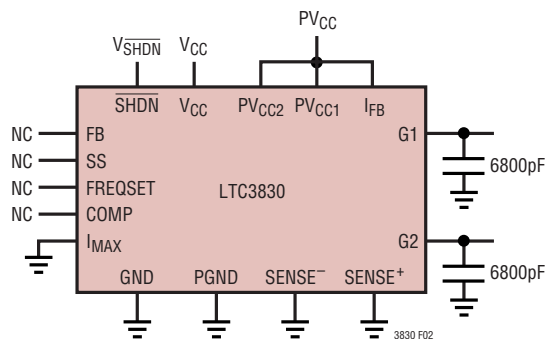 PVCC
VSHDN VCC
SHDN VCC PVCC2 PVCC1 IFB
NC FB G1
NC SS 6800pF
NC FREQSET LTC3830
NC COMP
IMAX G2
GND PGND SENSE– SENSE+ 6800pF
3830 F02